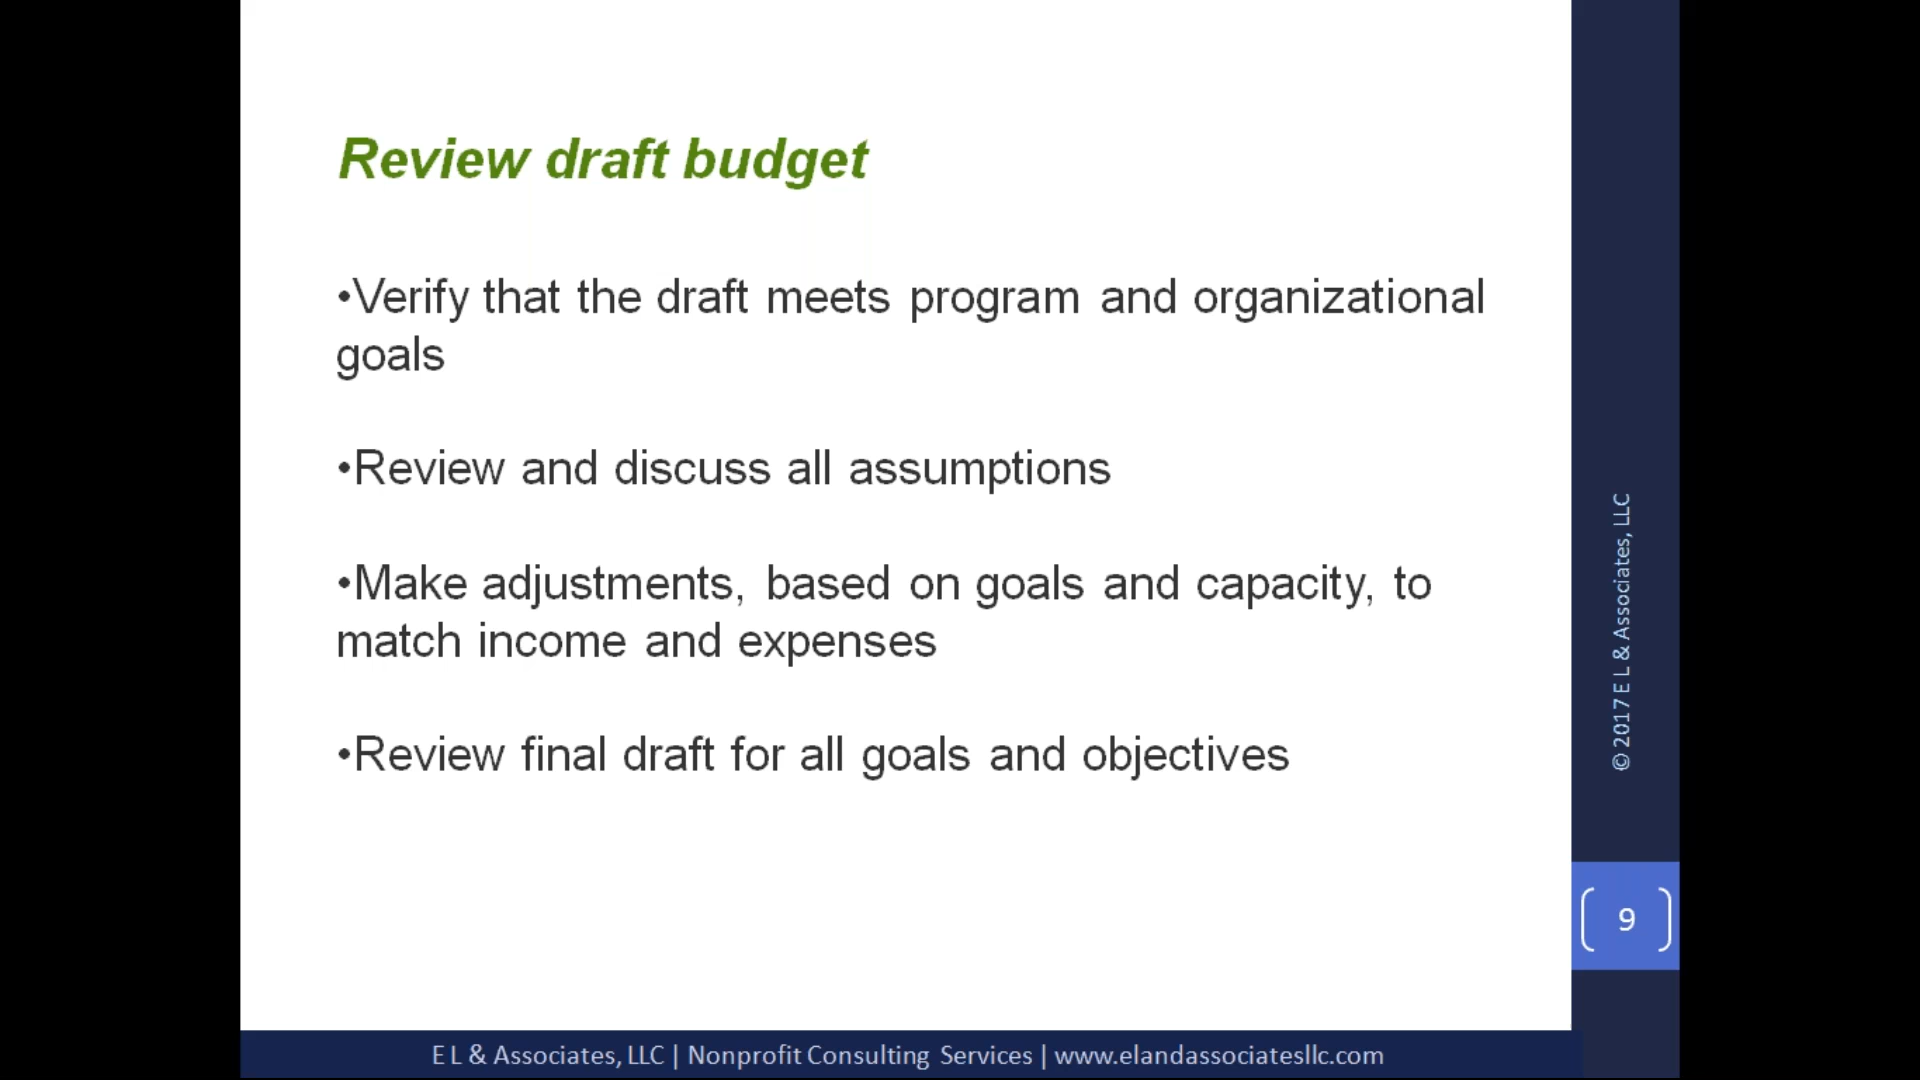 Review draft budget
•Verify that the draft meets program and organizational
goals
•Review and discuss all assumptions
•Make adjustments, based on goals and capacity, to
match income and expenses
•Review final draft for all goals and objectives
© 2017 E L & Associates, LLC
9
E L & Associates, LLC | Nonprofit Consulting Services | www.elandassociatesllc.com